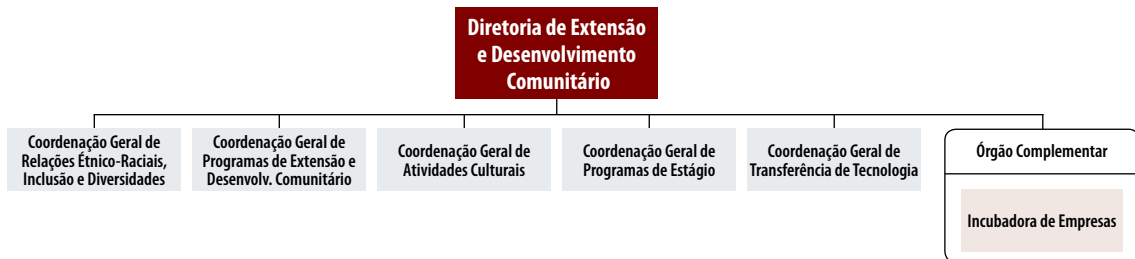 Diretoria de Extensão
e Desenvolvimento
Comunitário
Coordenação Geral de
Relações Étnico-Raciais,
Inclusão e Diversidades
Coordenação Geral de
Programas de Extensão e
Desenvolv. Comunitário
Coordenação Geral de
Atividades Culturais
Coordenação Geral de
Programas de Estágio
Coordenação Geral de
Transferência de Tecnologia
Órgão Complementar
Incubadora de Empresas